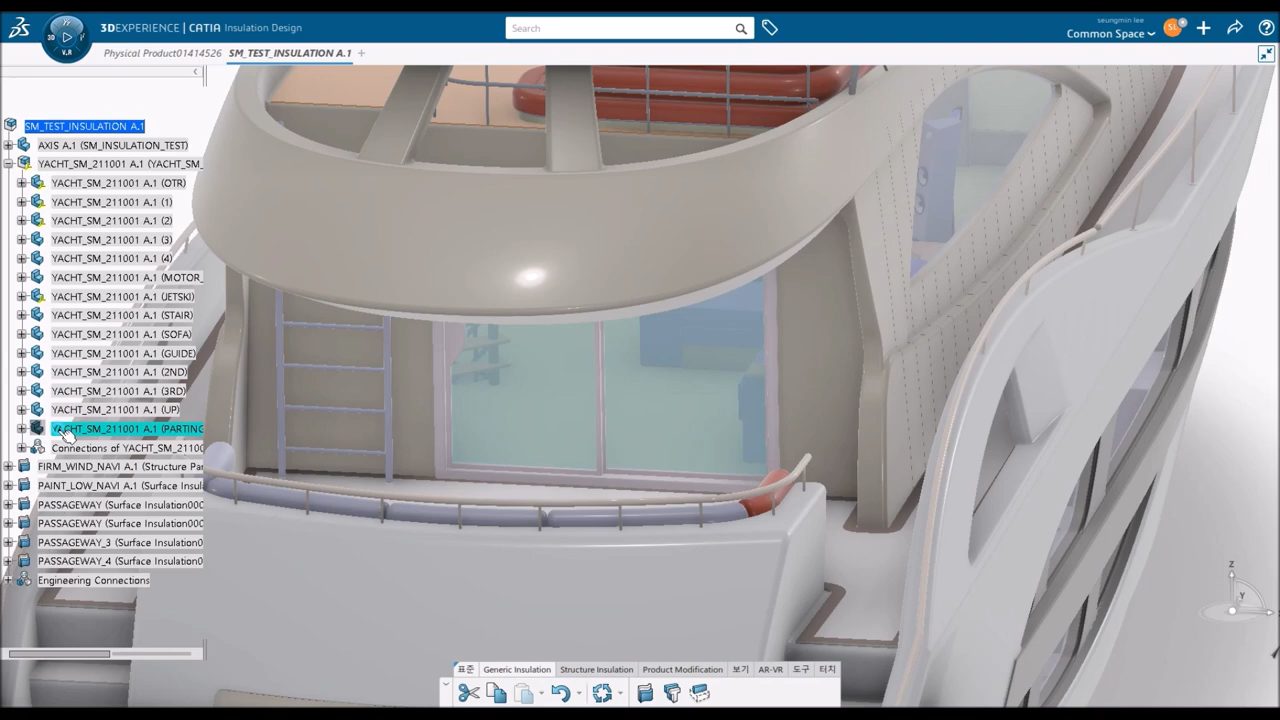 3DEXPERIENCE | CATIA Insulation Design
Search
seungmin lee
Common Space
V.R
Physical Product01414526
SM_TEST_INSULATION A.1
SM_TEST_INSULATION A.1
AXIS A.1 (SM_INSULATION_TEST)
YACHT_SM_211001 A.1 (YACHT_SM_
YACHT_SM_211001 A.1 (OTR)
YACHT_SM_211001 A.1 (1)
YACHT_SM_211001 A.1 (2)
YACHT_SM_211001 A.1 (3)
YACHT_SM_211001 A.1 (4)
YACHT_SM_211001 A.1 (MOTOR_
YACHT_SM_211001 A.1 (JETSKI)
YACHT_SM_211001 A.1 (STAIR)
YACHT_SM_211001 A.1 (SOFA)
YACHT_SM_211001 A.1 (GUIDE)
YACHT_SM_211001 A.1 (2ND)
YACHT_SM_211001 A.1 (3RD)
YACHT_SM_211001 A.1 (UP)
YACHT_SM_211001 A.1 (PARTING
Connections of YACHT_SM_21100
FIRM_WIND_NAVI A.1 (Structure Par
PAINT_LOW_NAVI A.1 (Surface Insul
PASSAGEWAY (Surface Insulation000
PASSAGEWAY (Surface Insulation000
PASSAGEWAY_3 (Surface Insulation0
PASSAGEWAY_4 (Surface Insulation0
Engineering Connections
Z
Y
표준 Generic Insulation Structure Insulation Product Modification 보기 AR-VR 도구 터치